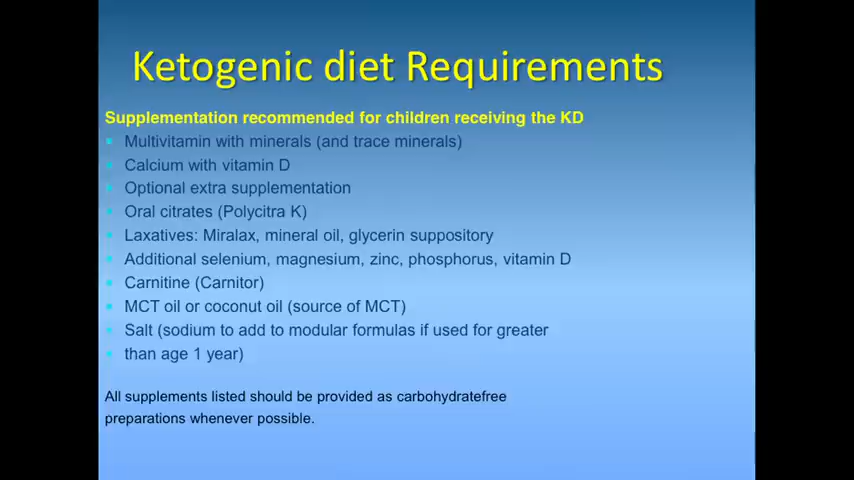 Ketogenic diet Requirements
Supplementation recommended for children receiving the KD
Multivitamin with minerals (and trace minerals)
Calcium with vitamin D
Optional extra supplementation
Oral citrates (Polycitra K)
Laxatives: Miralax, mineral oil, glycerin suppository
Additional selenium, magnesium, zinc, phosphorus, vitamin D
Carnitine (Carnitor)
MCT oil or coconut oil (source of MCT)
Salt (sodium to add to modular formulas if used for greater
than age 1 year)
All supplements listed should be provided as carbohydratefree
preparations whenever possible.